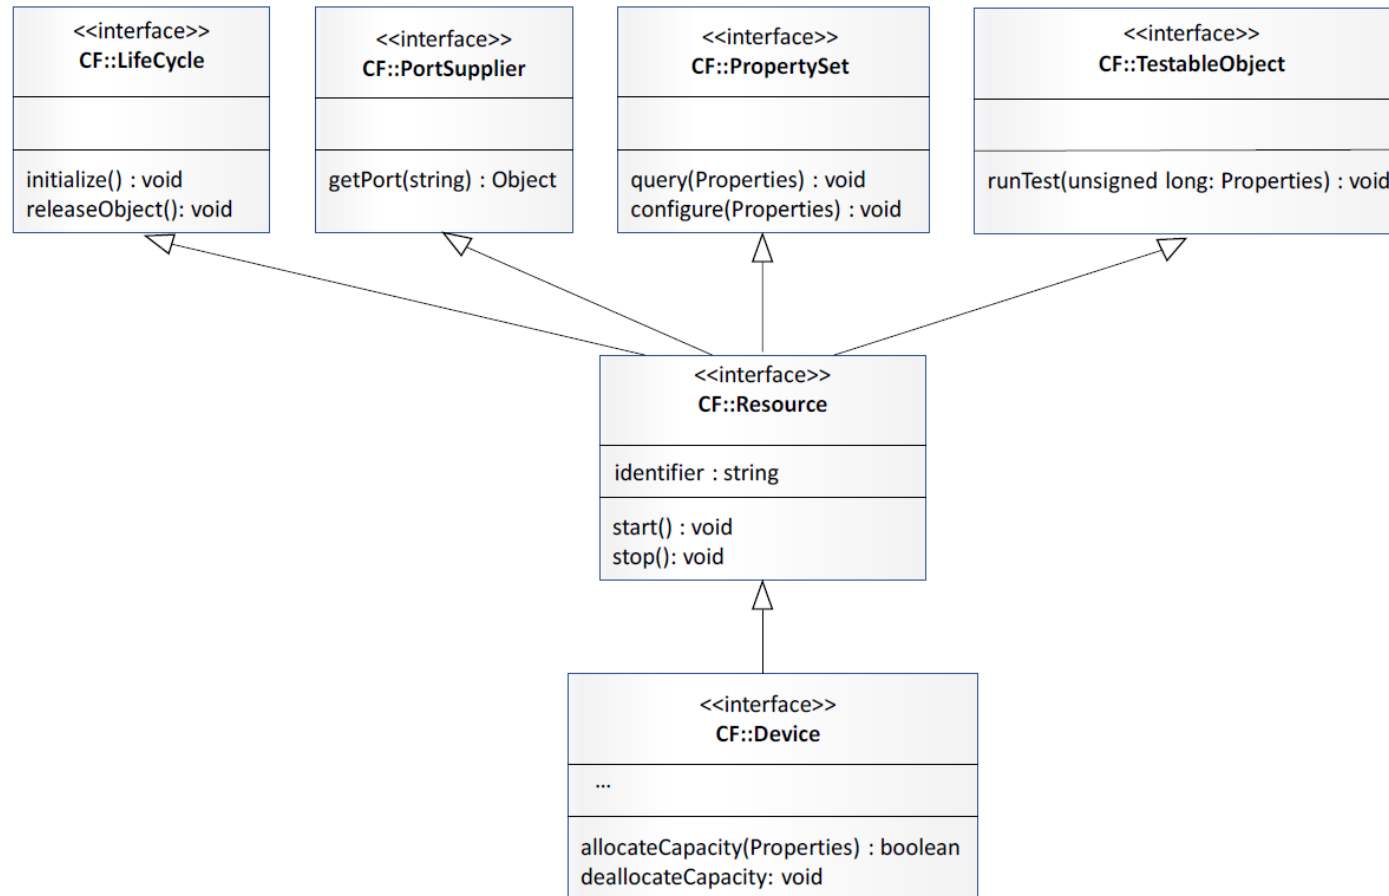 <<interface>>
CF::LifeCycle
initialize() : void
releaseObject(): void
<<interface>>
CF::PortSupplier
getPort(string) : Object
<<interface>>
CF::PropertySet
query(Properties) : void
configure(Properties) : void
<<interface>>
CF::TestableObject
runTest(unsigned long: Properties) : void
<<interface>>
CF::Resource
identifier : string
start() : void
stop(): void
<<interface>>
CF::Device
...
allocateCapacity(Properties) : boolean
deallocateCapacity: void